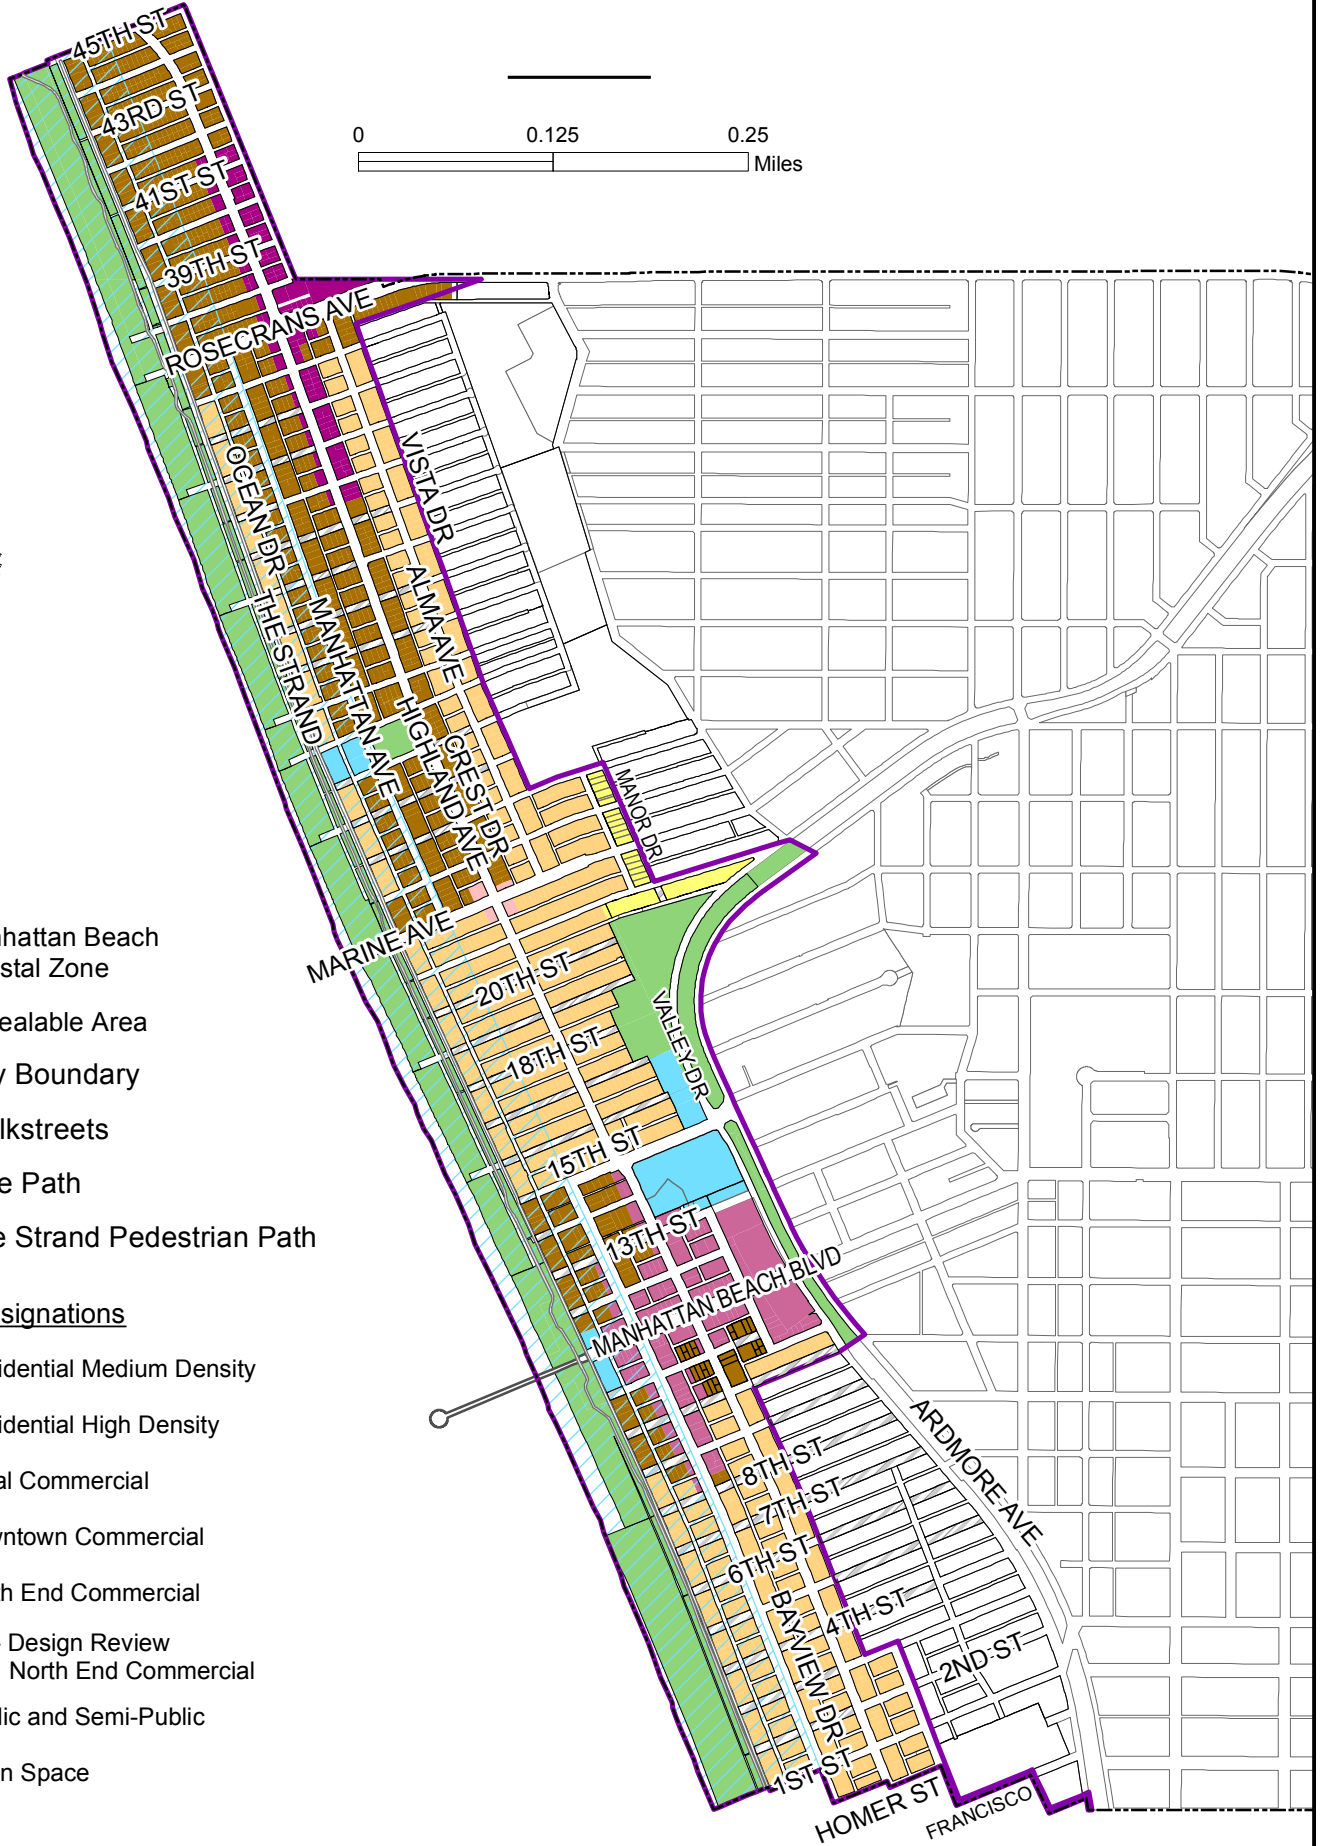 45TH ST
43RD ST
41ST ST
39TH ST
0 0.125 0.25
Miles
ROSECRANS AVE
VISTA DR
OCEAN DR
THE STRAND
MANHATTAN AVE
ALMA AVE
HIGHLAND AVE
CREST DR
MANOR DR
MARINE AVE
20TH ST
18TH ST
VALLEY DR
15TH ST
13TH ST
MANHATTAN BEACH BLVD
ARDMORE AVE
8TH ST
7TH ST
6TH ST
4TH ST
BAYVIEW DR
2ND ST
1ST ST
HOMER ST
FRANCISCO
nhattan Beach
stal Zone
ealable Area
y Boundary
lkstreets
e Path
e Strand Pedestrian Path
signations
idential Medium Density
idential High Density
al Commercial
wntown Commercial
th End Commercial
- Design Review
North End Commercial
lic and Semi-Public
n Space